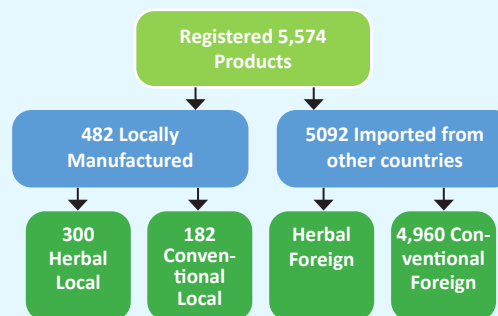 Registered 5,574
Products
482 Locally
Manufactured
5092 Imported from
other countries
300
Herbal
Local
182
Conven-
tional
Local
Herbal
Foreign
4,960 Con-
ventional
Foreign